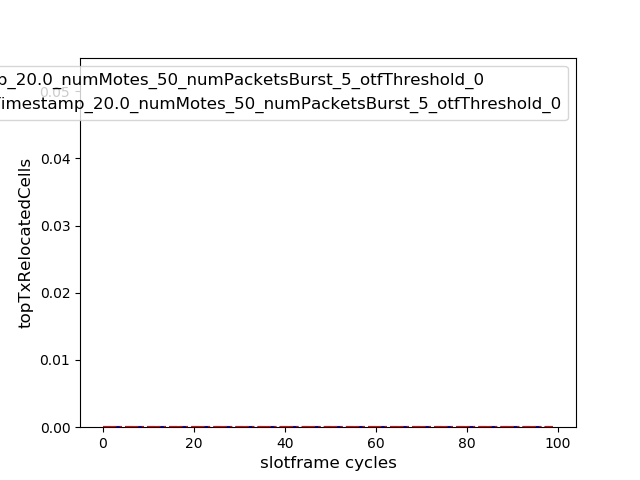 p_20.0_numMotes_50_numPacketsBurst_5_otfThreshold_0
Timestamp_20.0_numMotes_50_numPacketsBurst_5_otfThreshold_0
0.05
0.04
0.03
0.02
0.01
0.00
topTxRelocatedCells
0 20 40 60 80 100
slotframe cycles